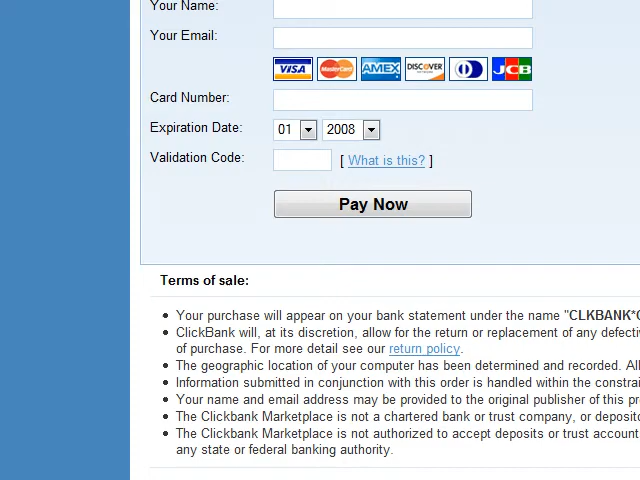 Your Name:
Your Email:
VISA MasterCard AMEX DISCOVER JCB
Card Number:
Expiration Date: 01 2008
Validation Code: [ What is this? ]
Pay Now
Terms of sale:
Your purchase will appear on your bank statement under the name "CLKBANK*
ClickBank will, at its discretion, allow for the return or replacement of any defecti
of purchase. For more detail see our return policy.
The geographic location of your computer has been determined and recorded. All
Information submitted in conjunction with this order is handled within the constrai
Your name and email address may be provided to the original publisher of this pr
The Clickbank Marketplace is not a chartered bank or trust company, or deposito
The Clickbank Marketplace is not authorized to accept deposits or trust account
any state or federal banking authority.